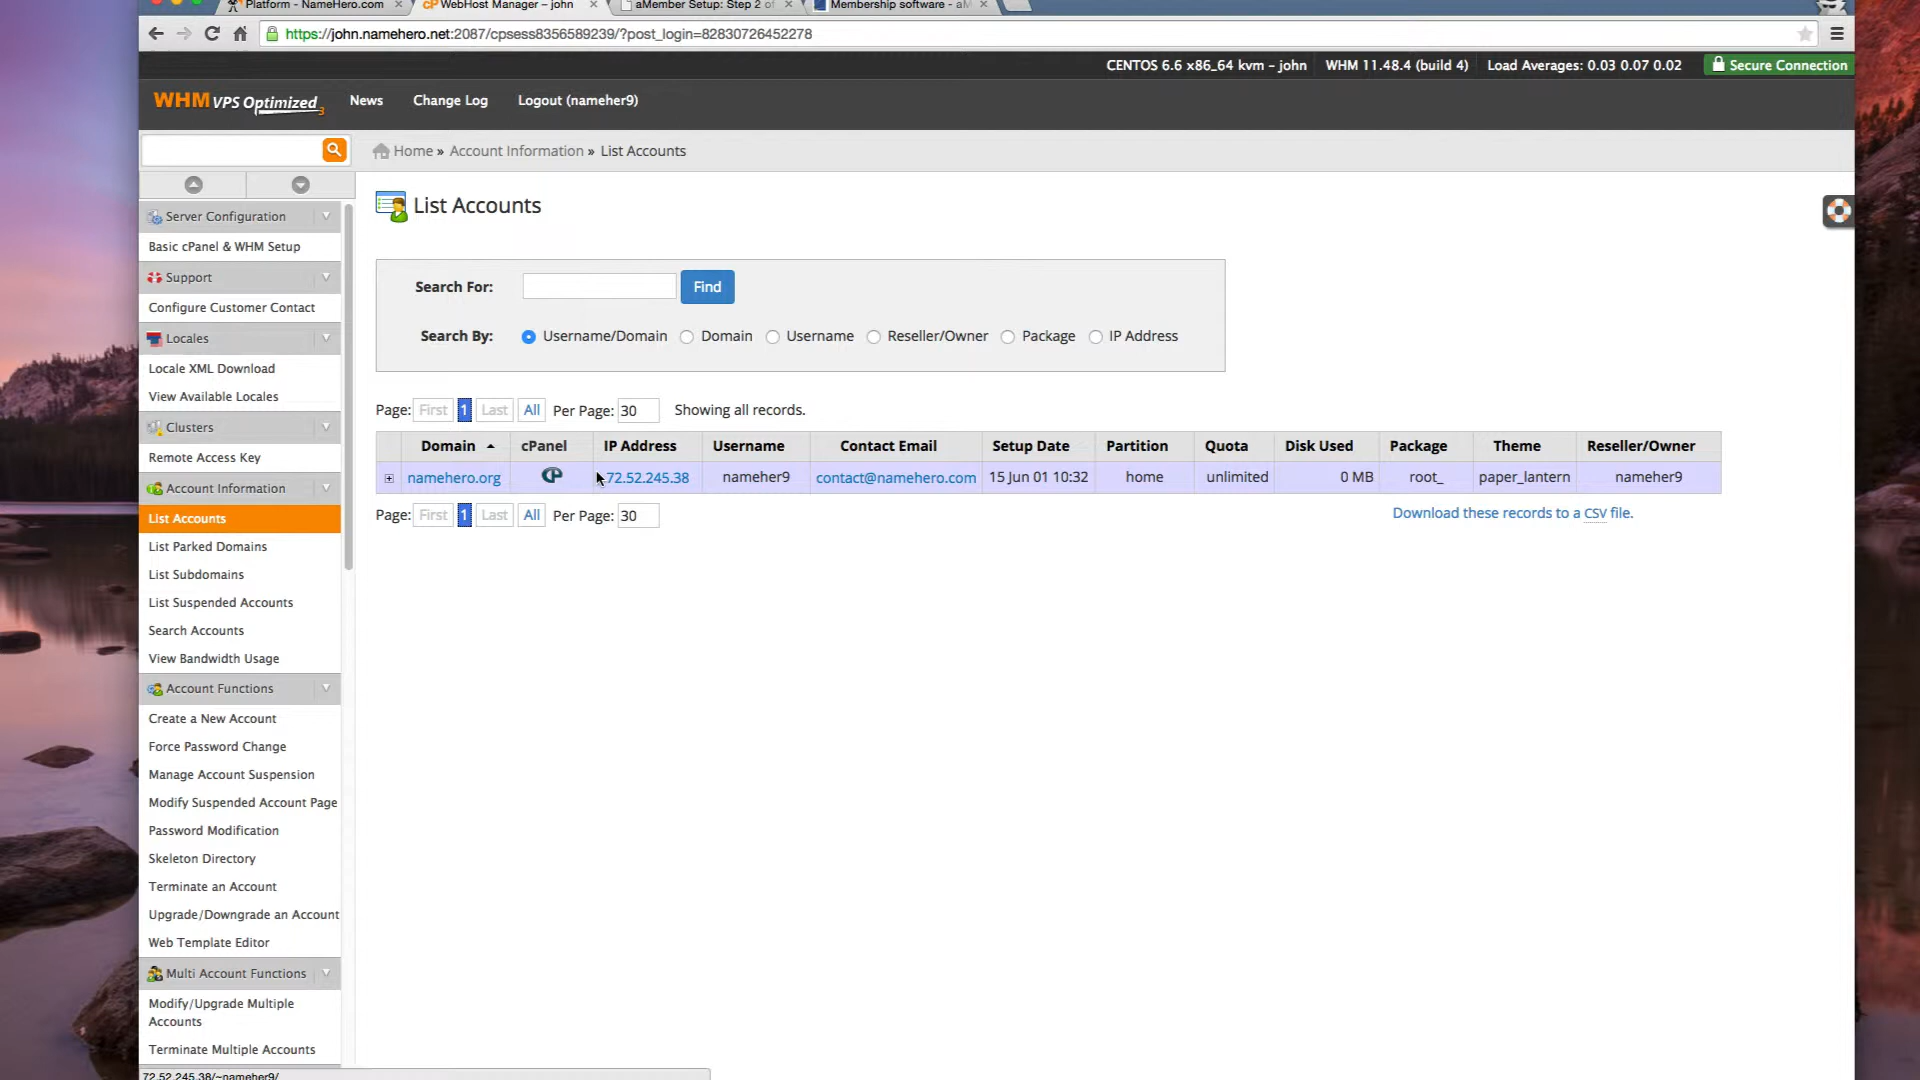 Platform - NameHero.com
WebHost Manager – john
aMember Setup: Step 2 of
Membership software - aM
https://john.namehero.net:2087/cpsess8356589239/?post_login=82830726452278
CENTOS 6.6 x86_64 kvm – john WHM 11.48.4 (build 4) Load Averages: 0.03 0.07 0.02 Secure Connection
WHM VPS Optimized 3 News Change Log Logout (nameher9)
Home » Account Information » List Accounts
Server Configuration
Basic cPanel & WHM Setup
Support
Configure Customer Contact
Locales
Locale XML Download
View Available Locales
Clusters
Remote Access Key
Account Information
List Accounts
List Parked Domains
List Subdomains
List Suspended Accounts
Search Accounts
View Bandwidth Usage
Account Functions
Create a New Account
Force Password Change
Manage Account Suspension
Modify Suspended Account Page
Password Modification
Skeleton Directory
Terminate an Account
Upgrade/Downgrade an Account
Web Template Editor
Multi Account Functions
Modify/Upgrade Multiple
Accounts
Terminate Multiple Accounts
List Accounts
Search For: Find
Search By: Username/Domain Domain Username Reseller/Owner Package IP Address
Page: First 1 Last All Per Page: 30 Showing all records.
Domain cPanel IP Address Username Contact Email Setup Date Partition Quota Disk Used Package Theme Reseller/Owner
namehero.org cP 72.52.245.38 nameher9 contact@namehero.com 15 Jun 01 10:32 home unlimited 0 MB root_ paper_lantern nameher9
Page: First 1 Last All Per Page: 30
Download these records to a CSV file.
72.52.245.38/~nameher9/